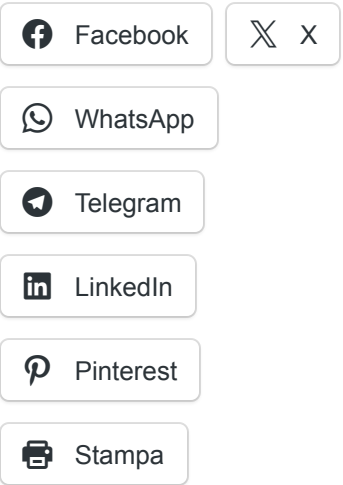 Facebook X
WhatsApp
Telegram
LinkedIn
Pinterest
Stampa